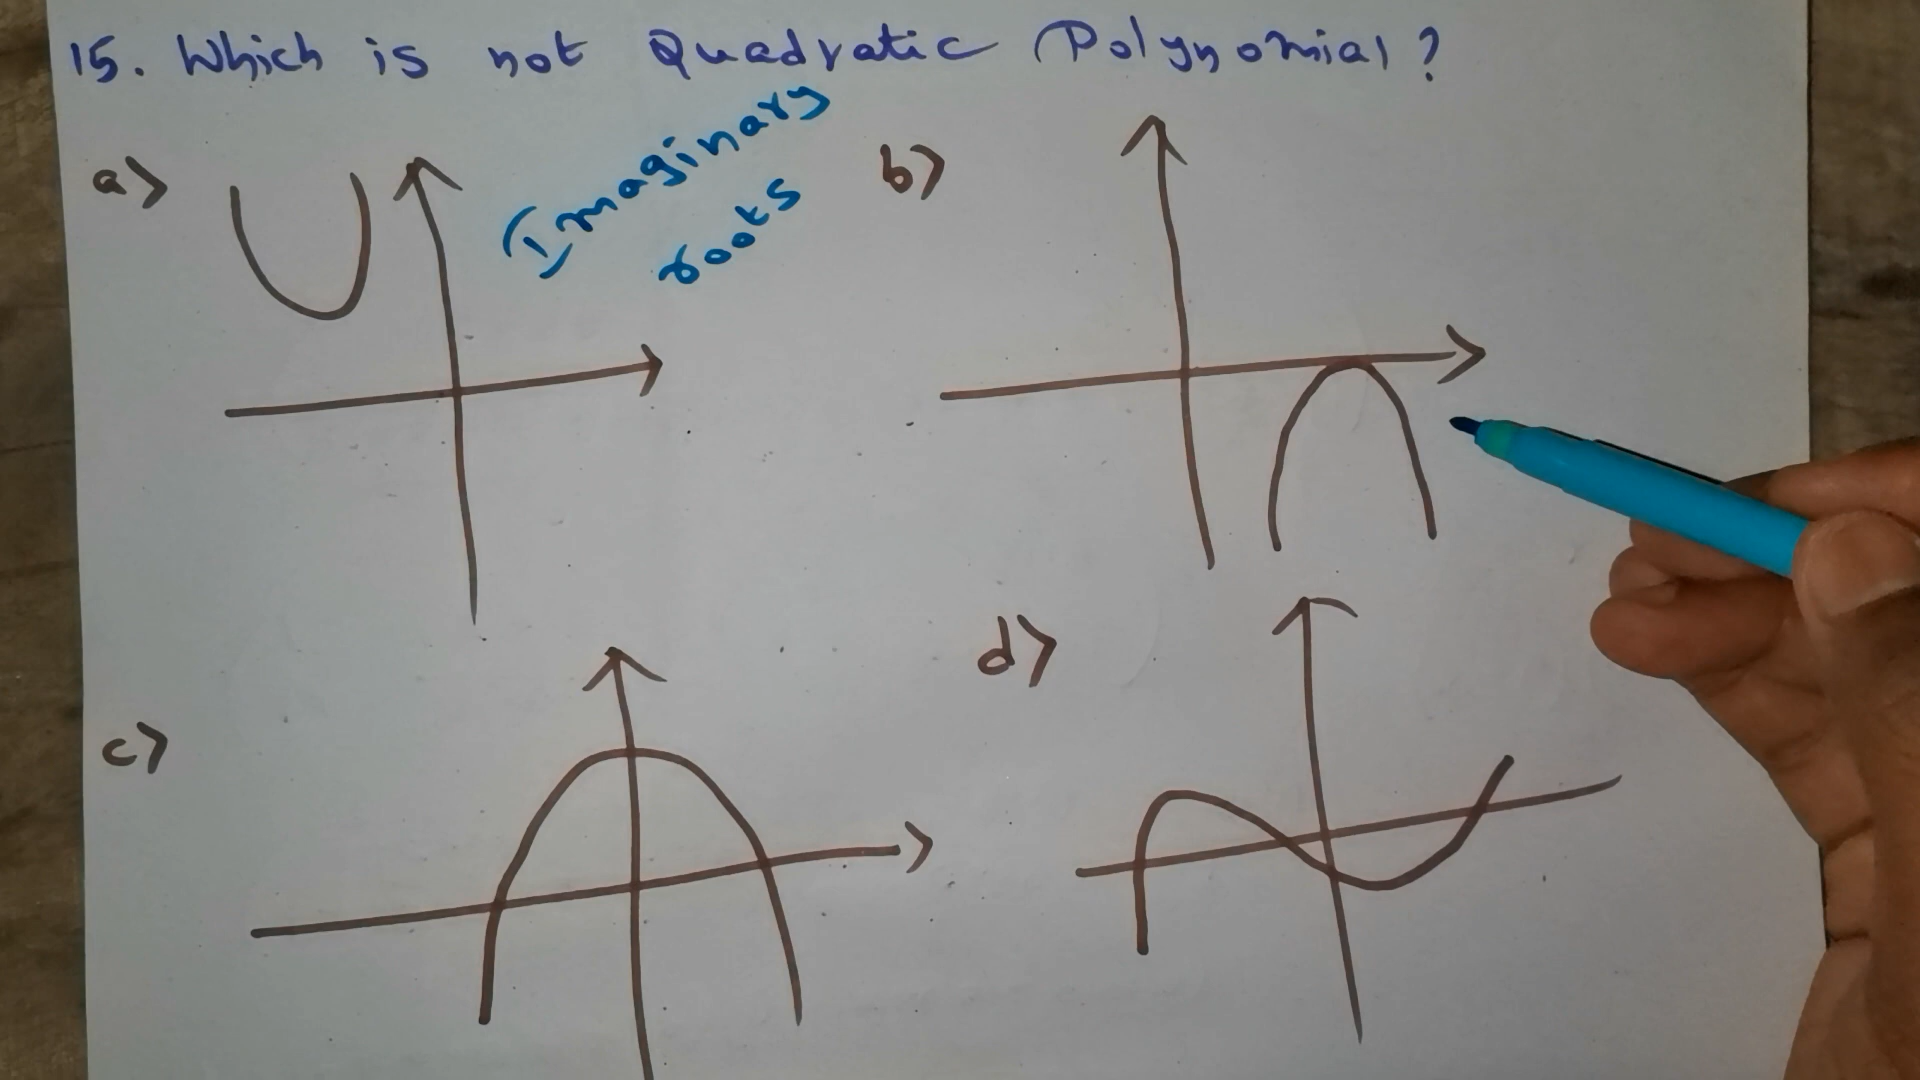 15. Which is not Quadratic Polynomial?
a)
Imaginary
roots
b)
c)
d)